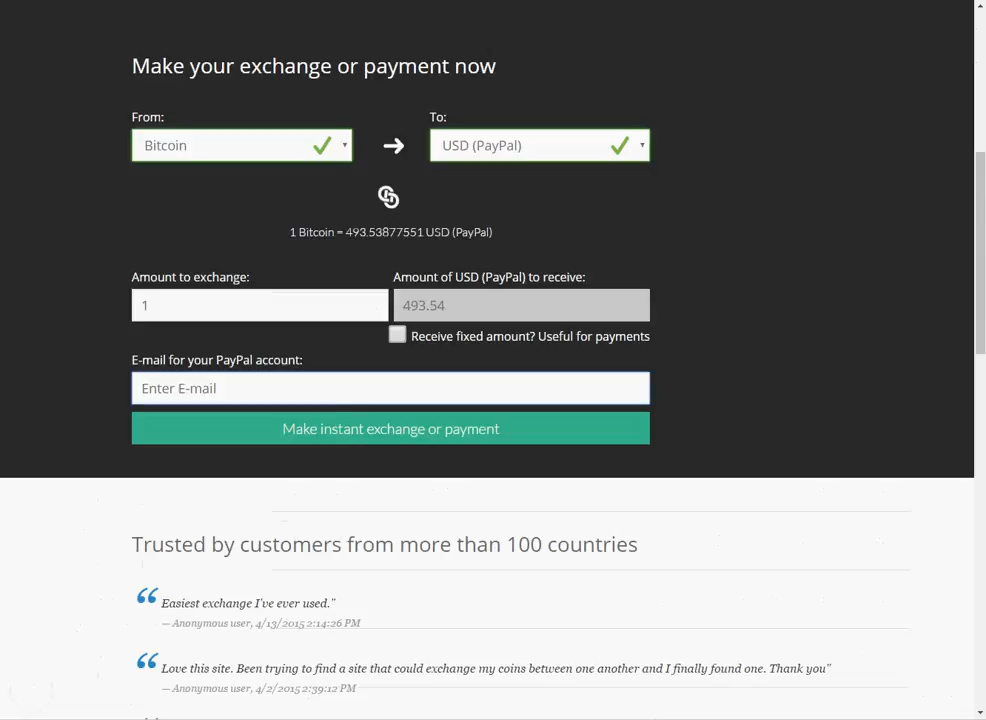 Make your exchange or payment now
From: To:
Bitcoin USD (PayPal)
1 Bitcoin = 493.53877551 USD (PayPal)
Amount to exchange: Amount of USD (PayPal) to receive:
1 493.54
Receive fixed amount? Useful for payments
E-mail for your PayPal account:
Enter E-mail
Make instant exchange or payment
Trusted by customers from more than 100 countries
“ Easiest exchange I've ever used."
— Anonymous user, 4/13/2015 2:14:26 PM
“ Love this site. Been trying to find a site that could exchange my coins between one another and I finally found one. Thank you"
— Anonymous user, 4/2/2015 2:39:12 PM